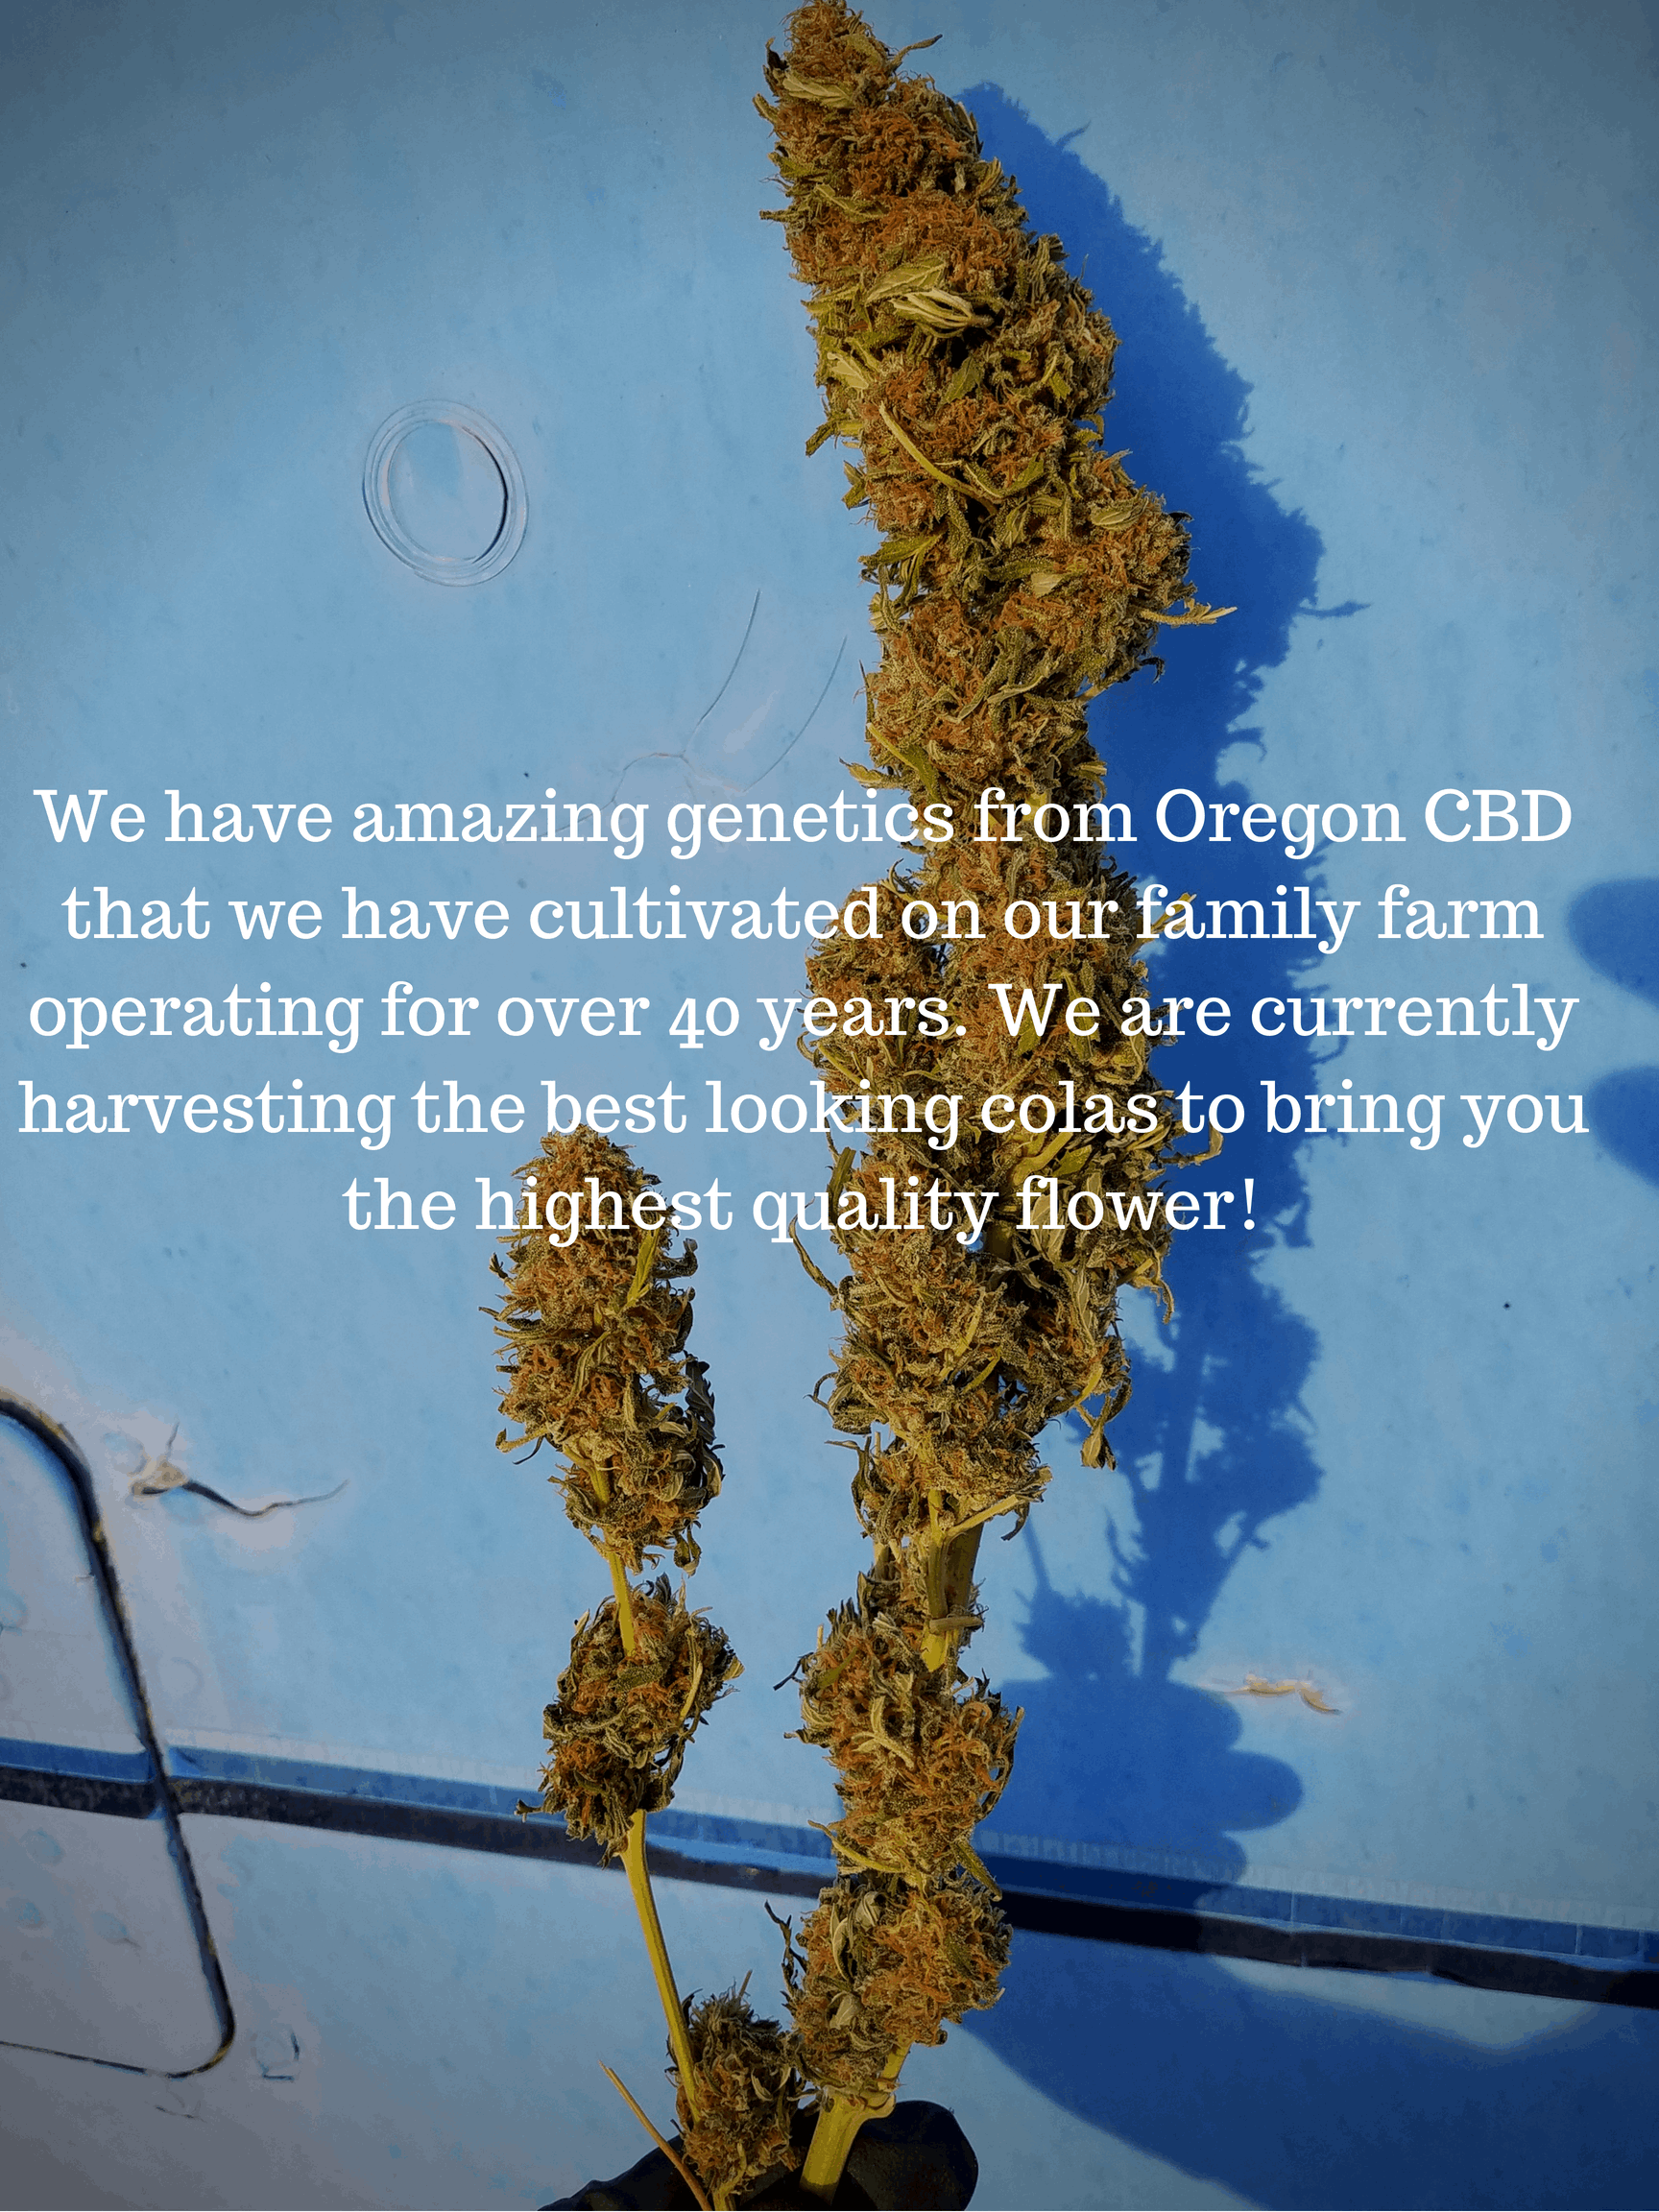 We have amazing genetics from Oregon CBD
that we have cultivated on our family farm
operating for over 40 years. We are currently
harvesting the best looking colas to bring you
the highest quality flower!